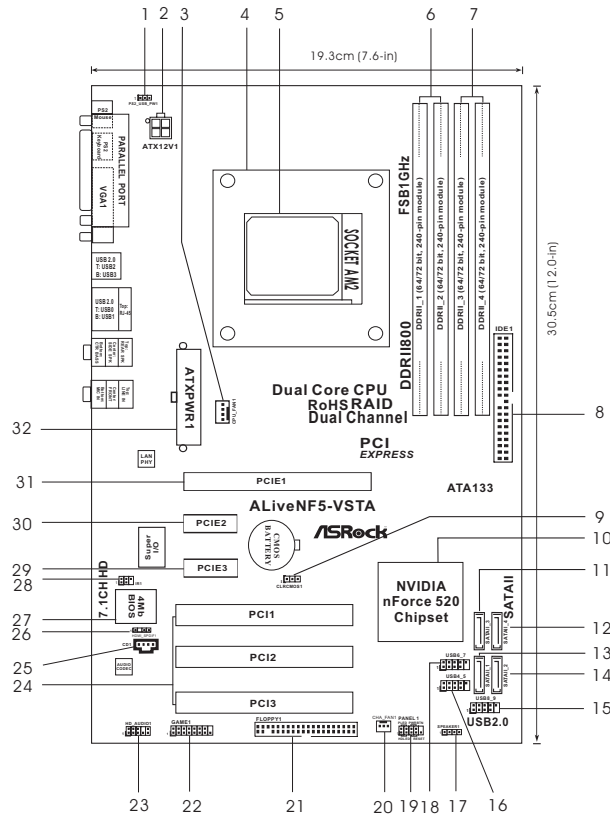 1 2 3 4 5 6 7
19.3cm (7.6-in)
30.5cm (12.0-in)
PS2_USB_PW1
ATX12V1
PS2
Mouse
PS2
Keyboard
PARALLEL PORT
VGA1
USB 2.0
T: USB2
B: USB3
USB 2.0
T: USB0
B: USB1
Top:
RJ-45
SOCKET AM2
FSB1GHz
DDRII800
DDRII_1 (64/72 bit, 240-pin module)
DDRII_2 (64/72 bit, 240-pin module)
DDRII_3 (64/72 bit, 240-pin module)
DDRII_4 (64/72 bit, 240-pin module)
IDE1
8
ATXPWR1
CPU_FAN1
32
Dual Core CPU
RoHS RAID
Dual Channel
PCI
EXPRESS
LAN
PHY
ATA133
31
PCIE1
ALiveNF5-VSTA
ASRock
30
PCIE2
29
PCIE3
Super
I/O
CMOS
BATTERY
CLRCMOS1
9
10
NVIDIA
nForce 520
Chipset
SATAII
11
12
13
14
15
SATAII_3
SATAII_4
SATAII_1
SATAII_2
28
IR1
7.1CH HD
27
4Mb
BIOS
26
HDMI_SPDIF1
25
CD1
AUDIO
CODEC
24
PCI1
PCI2
PCI3
USB6_7
USB4_5
USB8_9
USB2.0
HD_AUDIO1
GAME1
FLOPPY1
CHA_FAN1
PANEL1
SPEAKER1
23 22 21 20 19 18 17 16